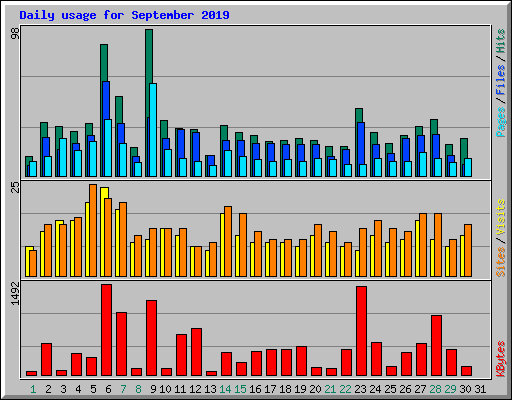 Daily usage for September 2019
98
Pages / Files / Hits
25
Sites / Visits
1492
KBytes
1 2 3 4 5 6 7 8 9 10 11 12 13 14 15 16 17 18 19 20 21 22 23 24 25 26 27 28 29 30 31